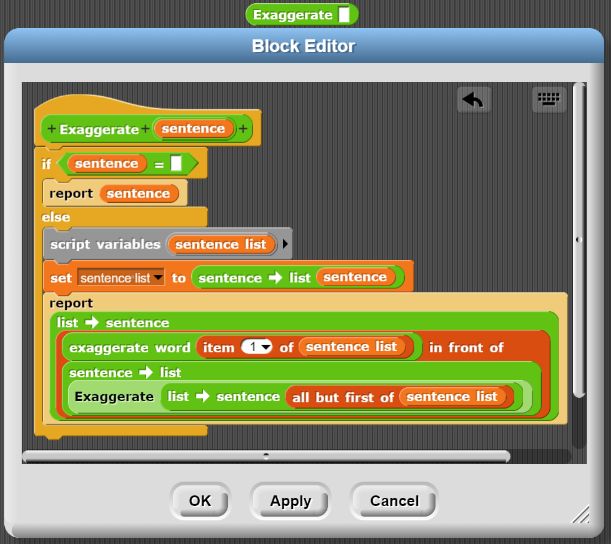 Exaggerate
Block Editor
+ Exaggerate + sentence +
if sentence =
report sentence
else
script variables sentence list
set sentence list to sentence ➔ list sentence
report
list ➔ sentence
exaggerate word item 1 of sentence list in front of
sentence ➔ list
Exaggerate list ➔ sentence all but first of sentence list
OK Apply Cancel